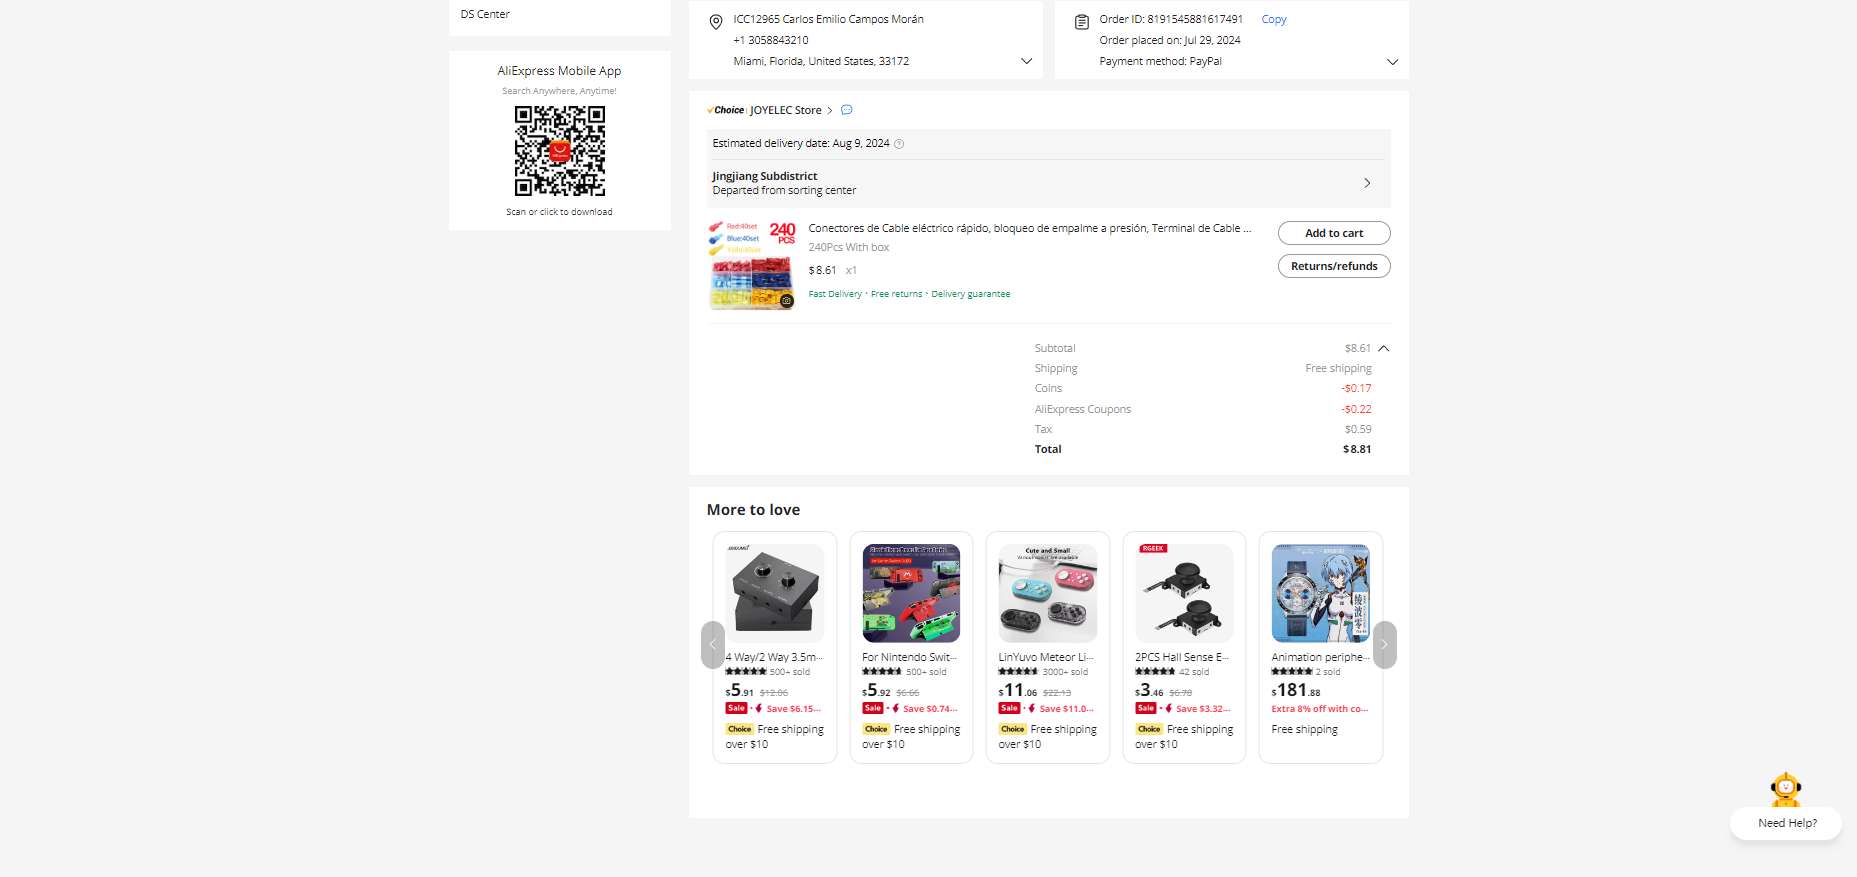 DS Center
AliExpress Mobile App
Search Anywhere, Anytime!
Scan or click to download
ICC12965 Carlos Emilio Campos Morán
+1 3058843210
Miami, Florida, United States, 33172
Order ID: 8191545881617491 Copy
Order placed on: Jul 29, 2024
Payment method: PayPal
Choice JOYELEC Store
Estimated delivery date: Aug 9, 2024
Jingjiang Subdistrict
Departed from sorting center
Red:40set
Blue:40set
Yello:40set
240
PCS
Conectores de Cable eléctrico rápido, bloqueo de empalme a presión, Terminal de Cable ...
240Pcs With box
$8.61 x1
Fast Delivery · Free returns · Delivery guarantee
Add to cart
Returns/refunds
Subtotal $8.61
Shipping Free shipping
Coins -$0.17
AliExpress Coupons -$0.22
Tax $0.59
Total $8.81
More to love
4 Way/2 Way 3.5m...
500+ sold
$5.91 $12.06
Sale Save $6.15...
Choice Free shipping
over $10
For Nintendo Swit...
500+ sold
$5.92 $6.66
Sale Save $0.74...
Choice Free shipping
over $10
Cute and Small
LinYuvo Meteor Li...
3000+ sold
$11.06 $22.13
Sale Save $11.0...
Choice Free shipping
over $10
RGEEK
2PCS Hall Sense E...
42 sold
$3.46 $6.78
Sale Save $3.32...
Choice Free shipping
over $10
綾波零
Animation periphe...
2 sold
$181.88
Extra 8% off with co...
Free shipping
Need Help?